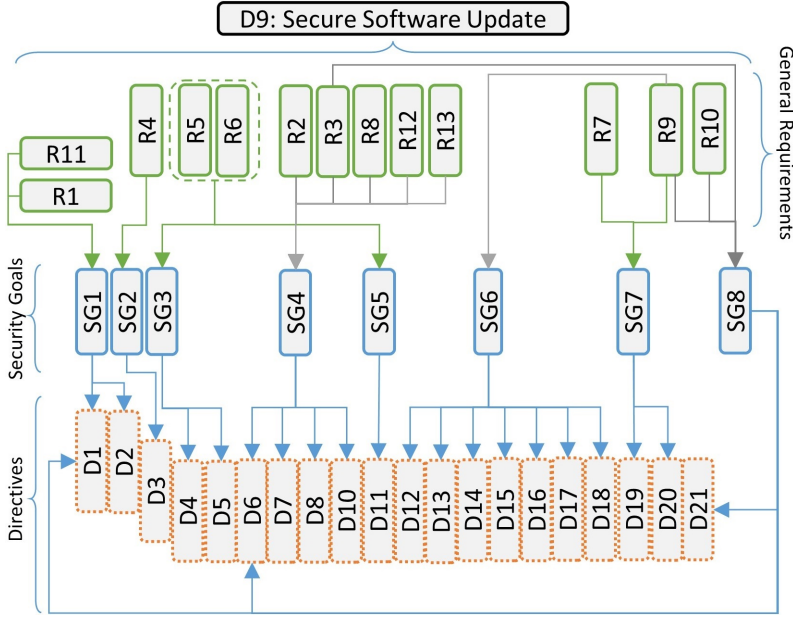 D9: Secure Software Update
General Requirements
R4
R5
R6
R2
R3
R8
R12
R13
R7
R9
R10
R11
R1
Security Goals
SG1
SG2
SG3
SG4
SG5
SG6
SG7
SG8
Directives
D1
D2
D3
D4
D5
D6
D7
D8
D10
D11
D12
D13
D14
D15
D16
D17
D18
D19
D20
D21